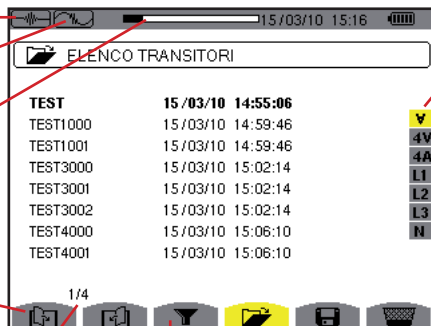 15/03/10 15:16
ELENCO TRANSITORI
TEST 15/03/10 14:55:06
TEST1000 15/03/10 14:59:46
TEST1001 15/03/10 14:59:46
TEST3000 15/03/10 15:02:14
TEST3001 15/03/10 15:02:14
TEST3002 15/03/10 15:02:14
TEST4000 15/03/10 15:06:10
TEST4001 15/03/10 15:06:10
∀
4V
4A
L1
L2
L3
N
1/4